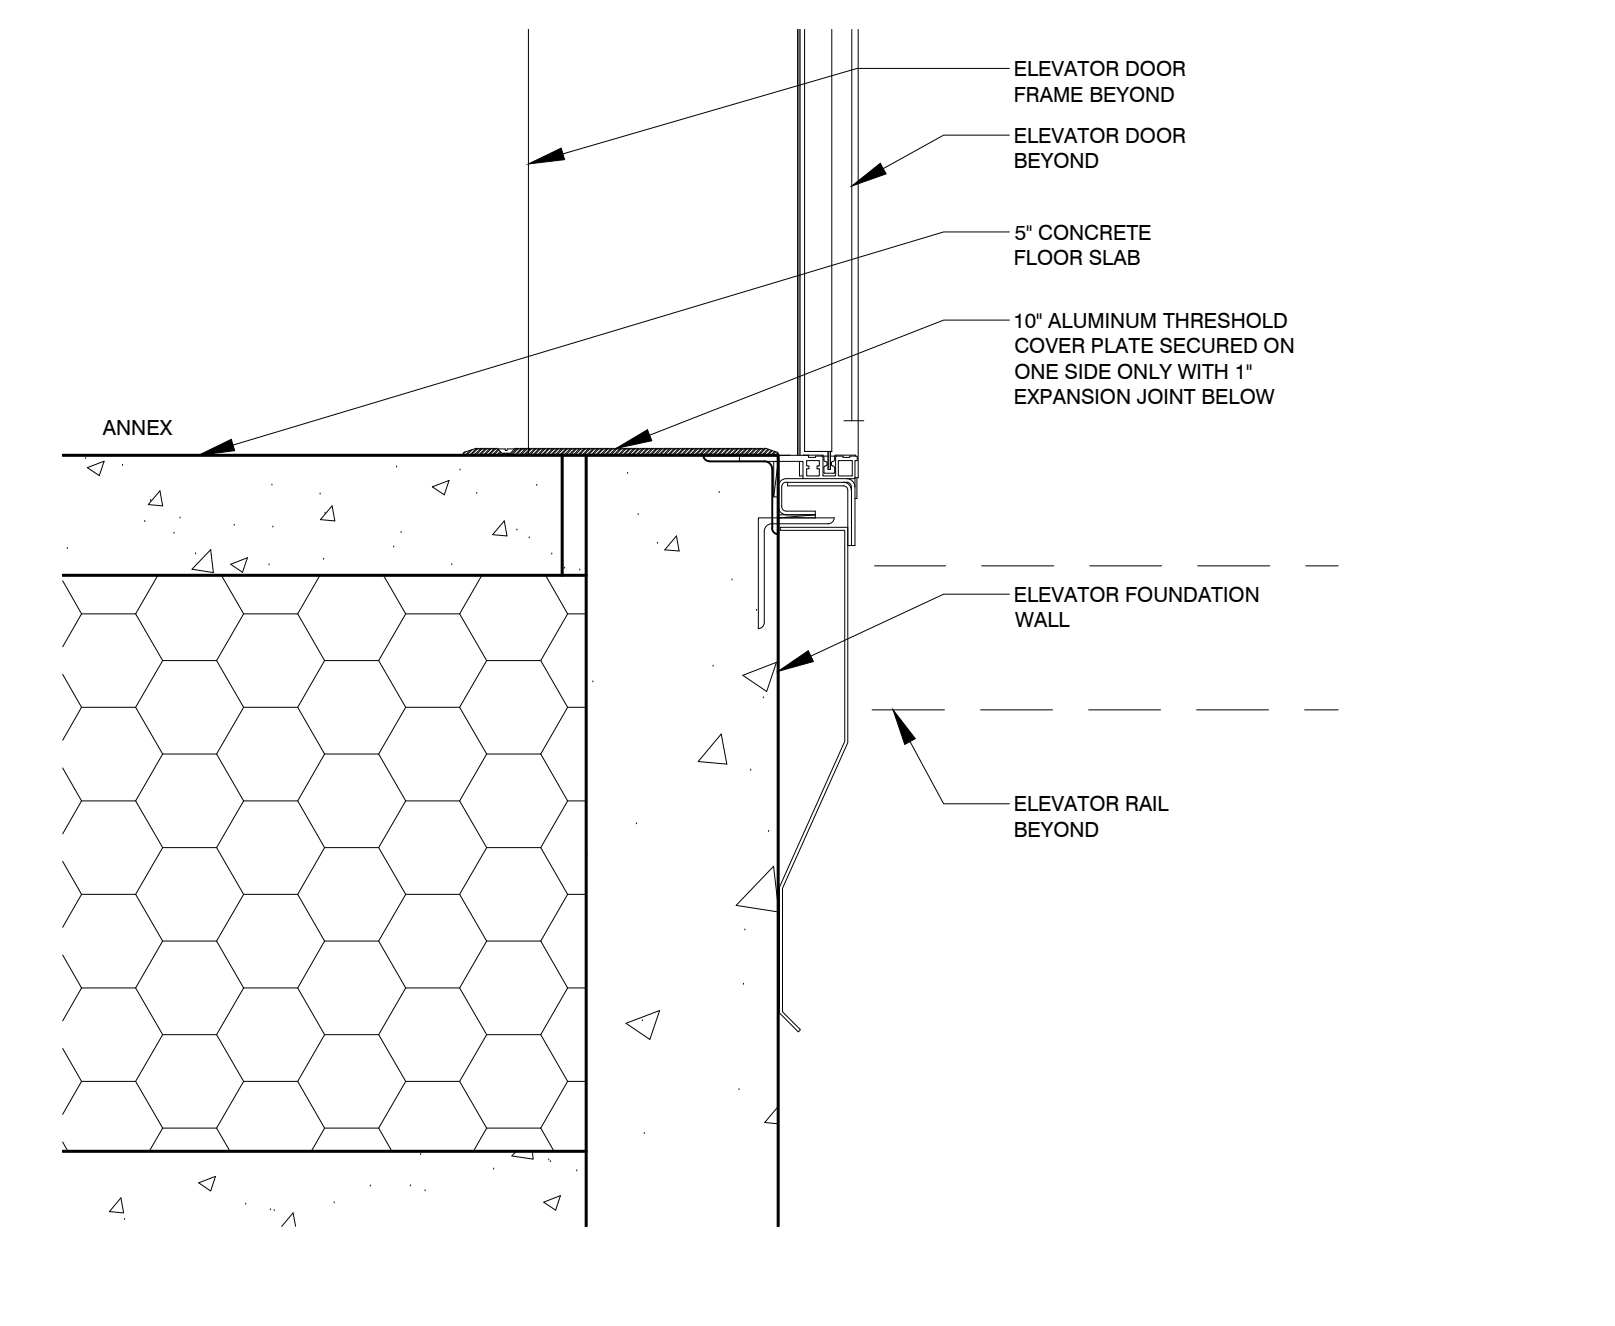 ELEVATOR DOOR
FRAME BEYOND
ELEVATOR DOOR
BEYOND
5" CONCRETE
FLOOR SLAB
10" ALUMINUM THRESHOLD
COVER PLATE SECURED ON
ONE SIDE ONLY WITH 1"
EXPANSION JOINT BELOW
ANNEX
ELEVATOR FOUNDATION
WALL
ELEVATOR RAIL
BEYOND